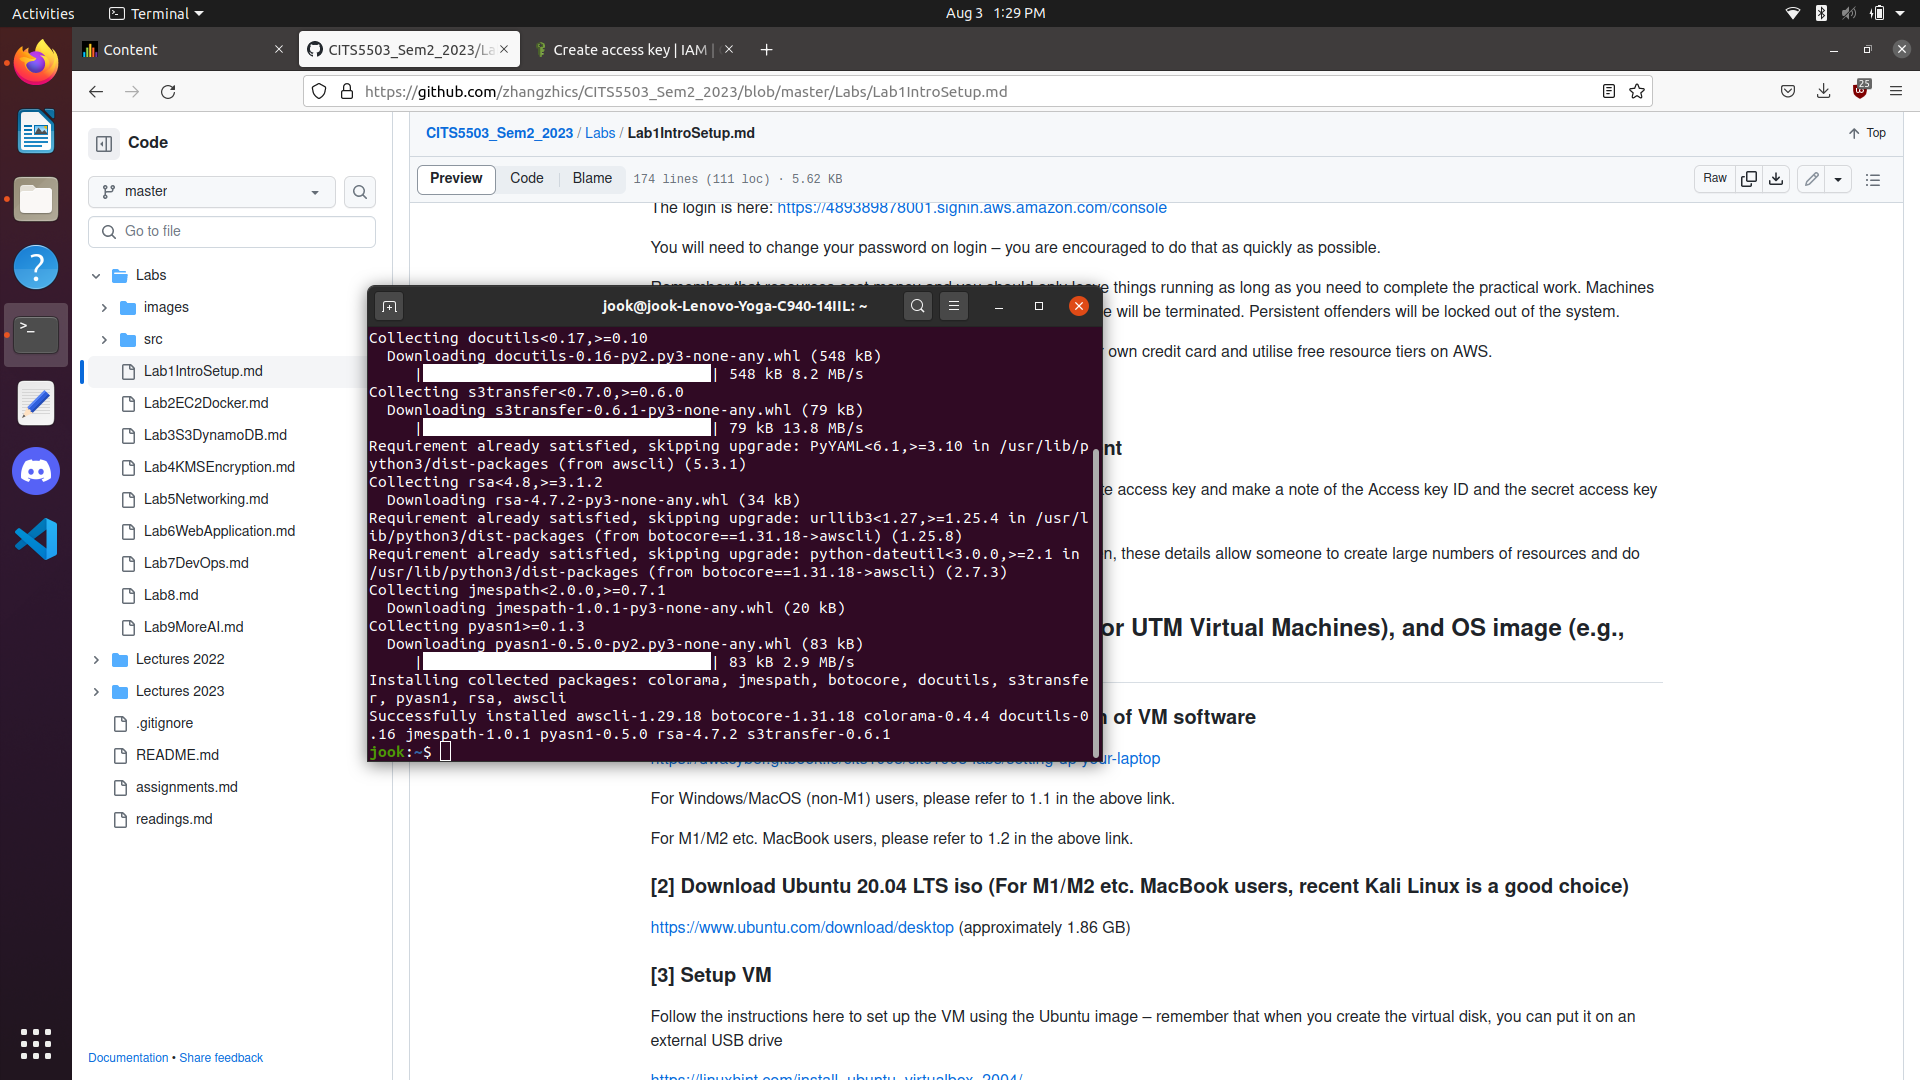 Activities
Terminal
Aug 3 1:29 PM
Content
CITS5503_Sem2_2023/La
Create access key | IAM |
https://github.com/zhangzhics/CITS5503_Sem2_2023/blob/master/Labs/Lab1IntroSetup.md
25
Code
master
Go to file
Labs
images
src
Lab1IntroSetup.md
Lab2EC2Docker.md
Lab3S3DynamoDB.md
Lab4KMSEncryption.md
Lab5Networking.md
Lab6WebApplication.md
Lab7DevOps.md
Lab8.md
Lab9MoreAI.md
Lectures 2022
Lectures 2023
.gitignore
README.md
assignments.md
readings.md
Documentation • Share feedback
CITS5503_Sem2_2023 / Labs / Lab1IntroSetup.md
Top
Preview Code Blame 174 lines (111 loc) · 5.62 KB
Raw
The login is here: https://489389878001.signin.aws.amazon.com/console
You will need to change your password on login – you are encouraged to do that as quickly as possible.
things running as long as you need to complete the practical work. Machines
e will be terminated. Persistent offenders will be locked out of the system.
own credit card and utilise free resource tiers on AWS.
nt
te access key and make a note of the Access key ID and the secret access key
n, these details allow someone to create large numbers of resources and do
or UTM Virtual Machines), and OS image (e.g.,
n of VM software
your-laptop
jook@jook-Lenovo-Yoga-C940-14IIL: ~
Collecting docutils<0.17,>=0.10
Downloading docutils-0.16-py2.py3-none-any.whl (548 kB)
| | 548 kB 8.2 MB/s
Collecting s3transfer<0.7.0,>=0.6.0
Downloading s3transfer-0.6.1-py3-none-any.whl (79 kB)
| | 79 kB 13.8 MB/s
Requirement already satisfied, skipping upgrade: PyYAML<6.1,>=3.10 in /usr/lib/p
ython3/dist-packages (from awscli) (5.3.1)
Collecting rsa<4.8,>=3.1.2
Downloading rsa-4.7.2-py3-none-any.whl (34 kB)
Requirement already satisfied, skipping upgrade: urllib3<1.27,>=1.25.4 in /usr/l
ib/python3/dist-packages (from botocore==1.31.18->awscli) (1.25.8)
Requirement already satisfied, skipping upgrade: python-dateutil<3.0.0,>=2.1 in
/usr/lib/python3/dist-packages (from botocore==1.31.18->awscli) (2.7.3)
Collecting jmespath<2.0.0,>=0.7.1
Downloading jmespath-1.0.1-py3-none-any.whl (20 kB)
Collecting pyasn1>=0.1.3
Downloading pyasn1-0.5.0-py2.py3-none-any.whl (83 kB)
| | 83 kB 2.9 MB/s
Installing collected packages: colorama, jmespath, botocore, docutils, s3transfe
r, pyasn1, rsa, awscli
Successfully installed awscli-1.29.18 botocore-1.31.18 colorama-0.4.4 docutils-0
.16 jmespath-1.0.1 pyasn1-0.5.0 rsa-4.7.2 s3transfer-0.6.1
jook:~$
For Windows/MacOS (non-M1) users, please refer to 1.1 in the above link.
For M1/M2 etc. MacBook users, please refer to 1.2 in the above link.
[2] Download Ubuntu 20.04 LTS iso (For M1/M2 etc. MacBook users, recent Kali Linux is a good choice)
https://www.ubuntu.com/download/desktop (approximately 1.86 GB)
[3] Setup VM
Follow the instructions here to set up the VM using the Ubuntu image – remember that when you create the virtual disk, you can put it on an
external USB drive
https://linuxhint.com/install_ubuntu_virtualbox_2004/